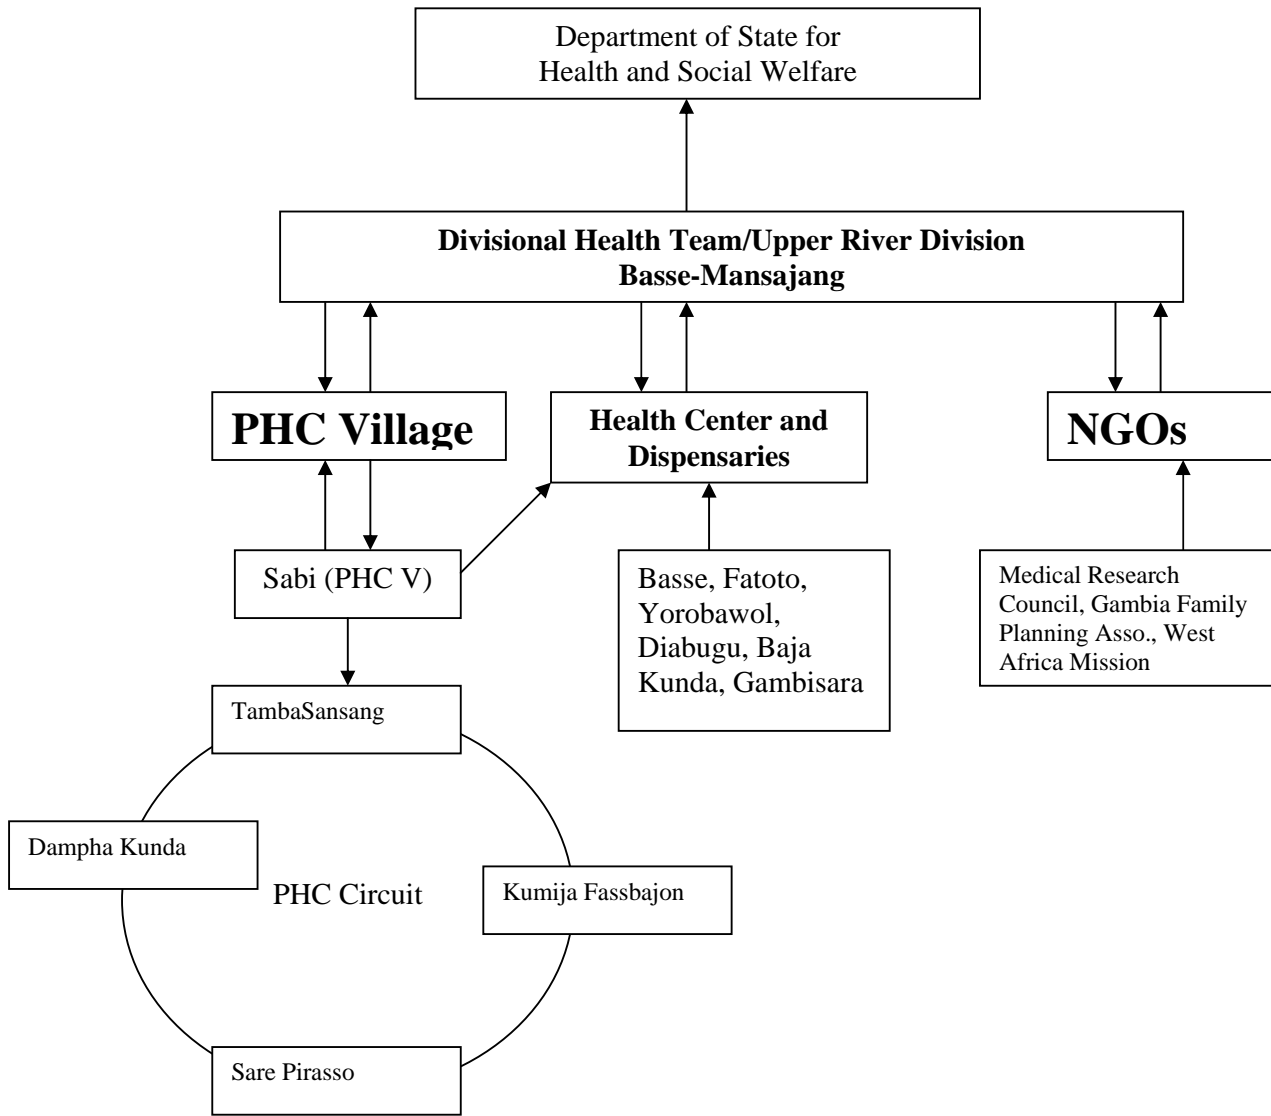 Department of State for
Health and Social Welfare
Divisional Health Team/Upper River Division
Basse-Mansajang
PHC Village
Health Center and
Dispensaries
NGOs
Sabi (PHC V)
Basse, Fatoto,
Yorobawol,
Diabugu, Baja
Kunda, Gambisara
Medical Research
Council, Gambia Family
Planning Asso., West
Africa Mission
TambaSansang
Dampha Kunda
PHC Circuit
Kumija Fassbajon
Sare Pirasso